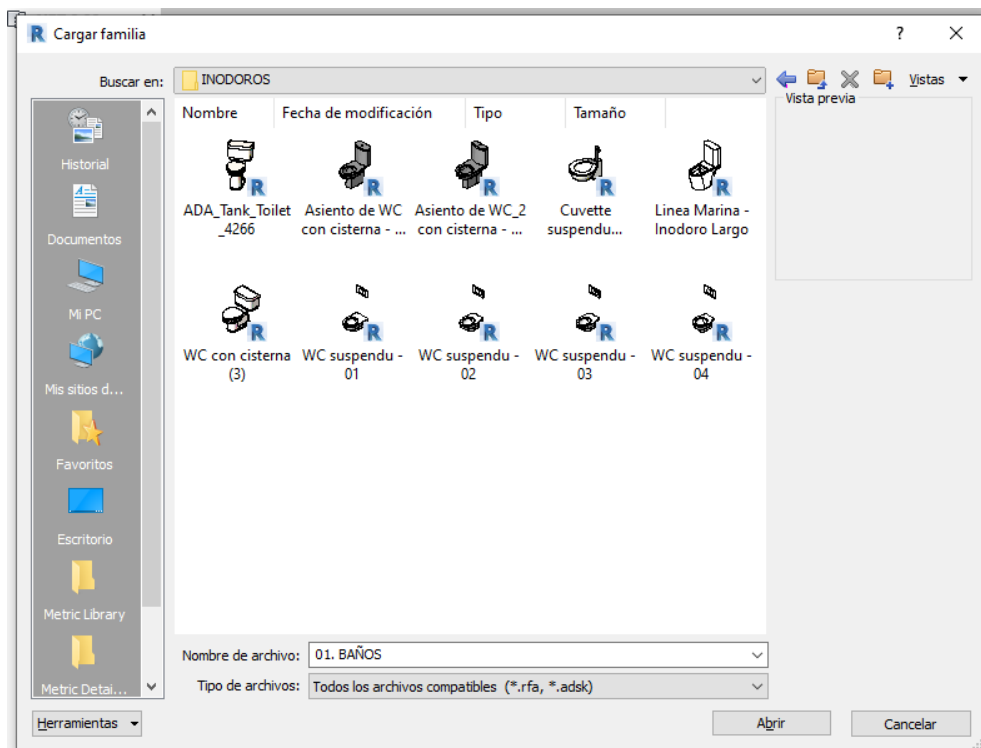 Cargar familia
Buscar en: INODOROS Vistas
Vista previa
Nombre Fecha de modificación Tipo Tamaño
Historial
Documentos
Mi PC
Mis sitios d...
Favoritos
Escritorio
Metric Library
Metric Detai...
ADA_Tank_Toilet Asiento de WC Asiento de WC_2 Cuvette Linea Marina -
_4266 con cisterna - ... con cisterna - ... suspendu... Inodoro Largo
WC con cisterna WC suspendu - WC suspendu - WC suspendu - WC suspendu -
(3) 01 02 03 04
Nombre de archivo: 01. BAÑOS
Tipo de archivos: Todos los archivos compatibles (*.rfa, *.adsk)
Herramientas Abrir Cancelar